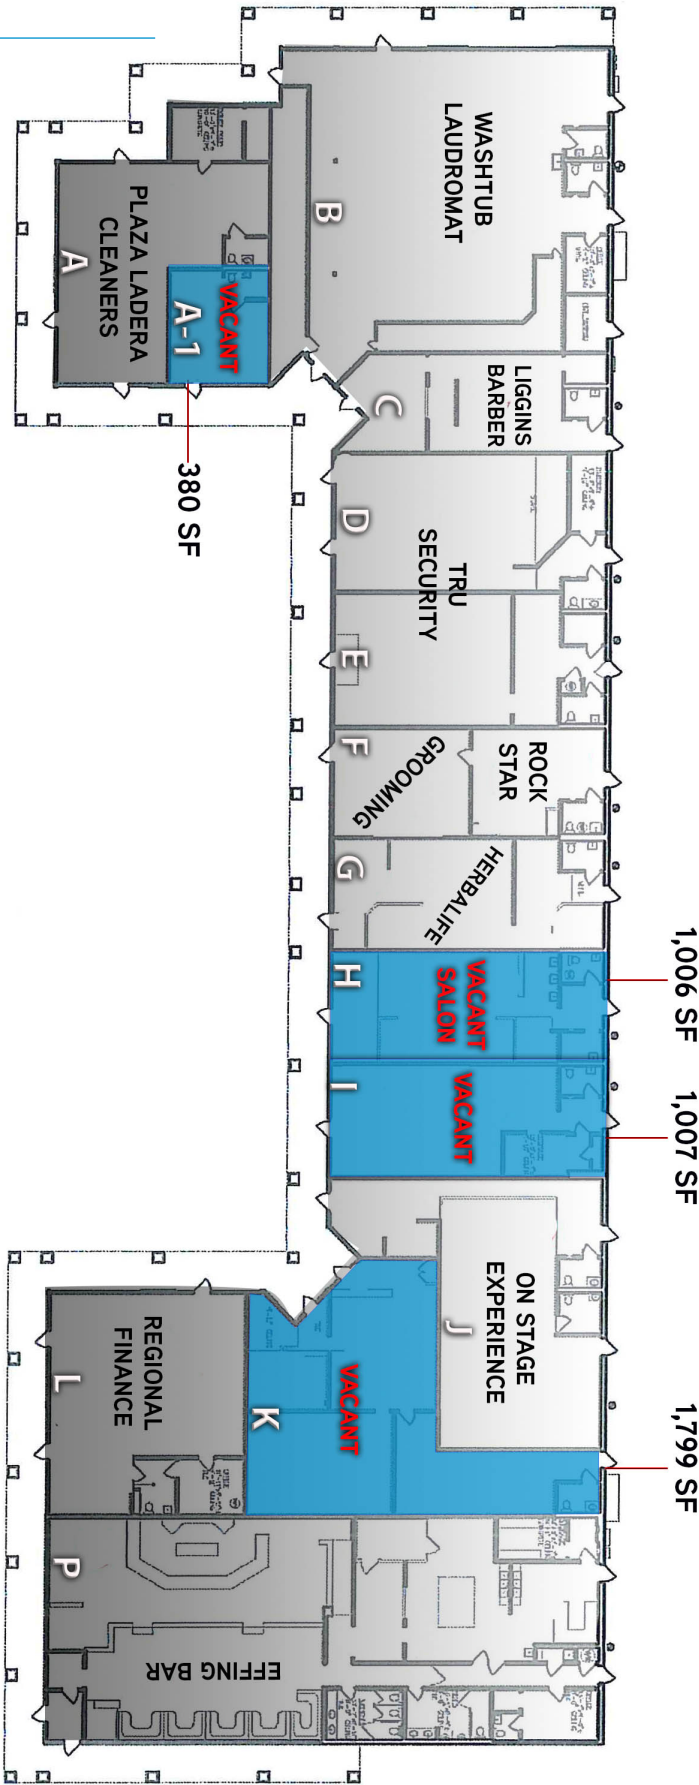 WASHTUB
LAUDROMAT
B
PLAZA LADERA
CLEANERS
A
VACANT
A-1
380 SF
LIGGINS
BARBER
C
TRU
SECURITY
D
E
ROCK
STAR
GROOMING
F
HERBALIFE
G
1,006 SF
VACANT
SALON
H
1,007 SF
VACANT
I
ON STAGE
EXPERIENCE
J
1,799 SF
VACANT
K
REGIONAL
FINANCE
L
EFFING BAR
P